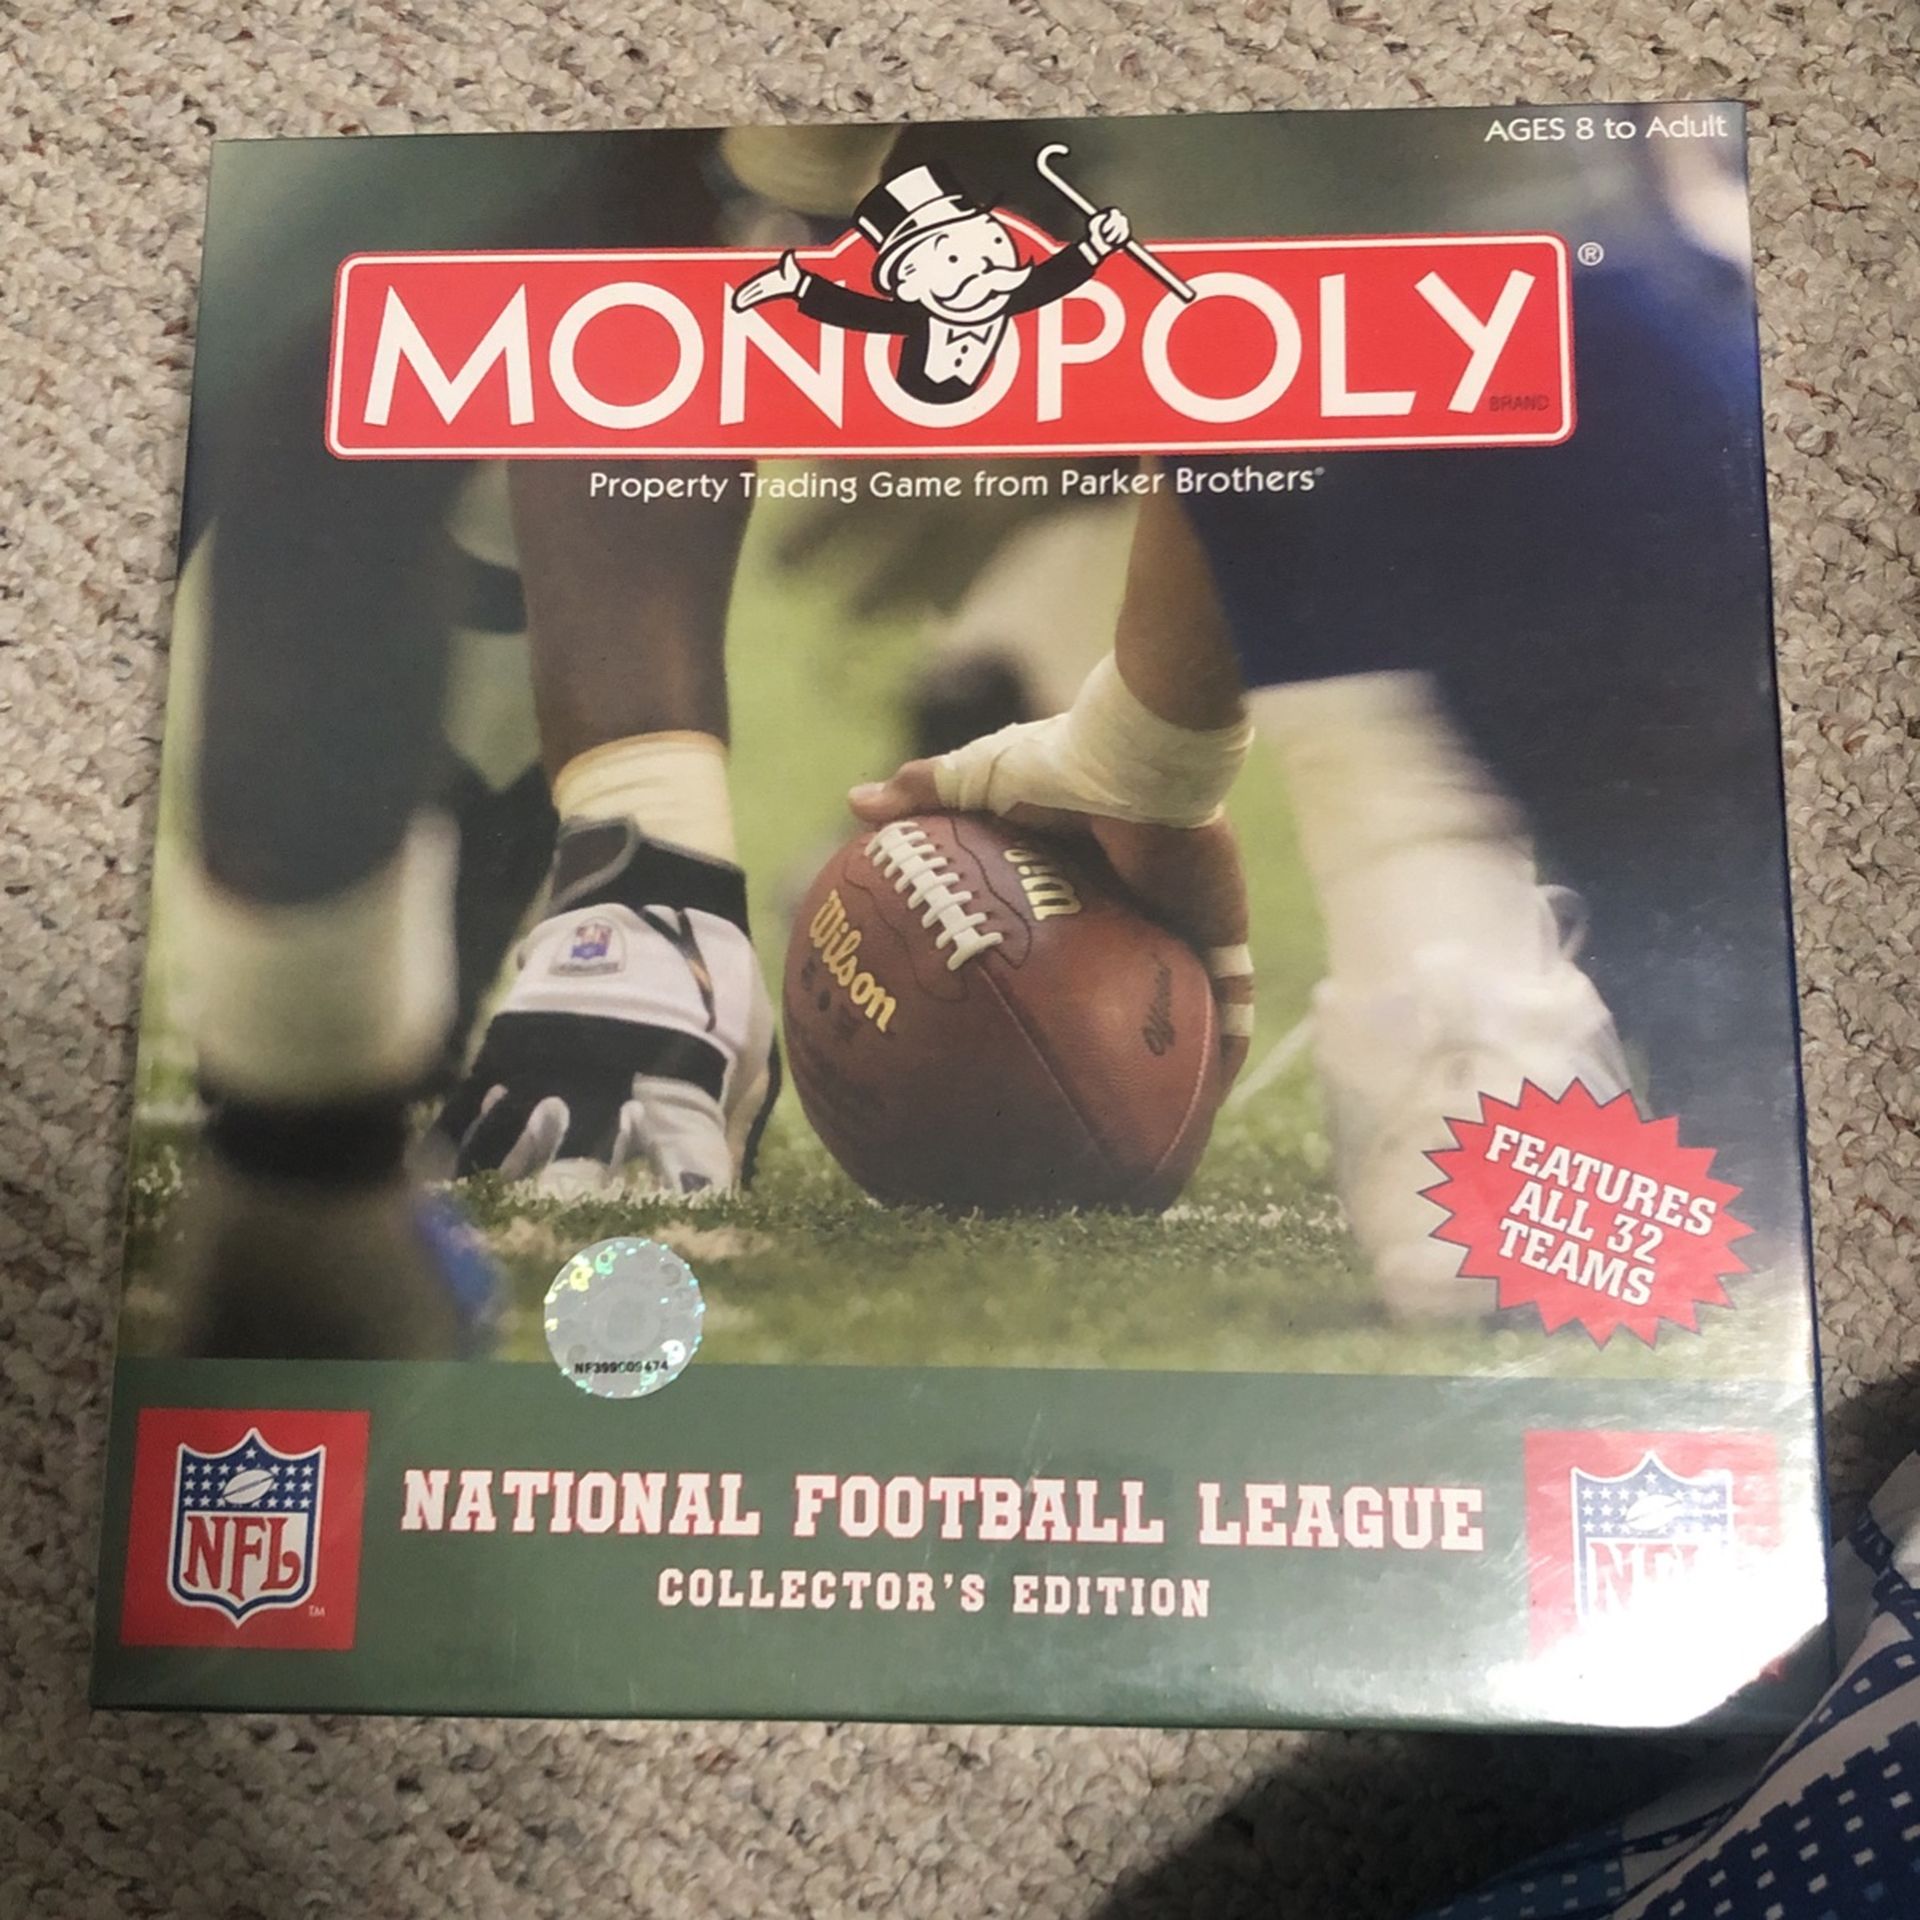 AGES 8 to Adult
MONOPOLY®
BRAND
Property Trading Game from Parker Brothers®
Wilson
FEATURES
ALL 32
TEAMS
NFL
TM
NATIONAL FOOTBALL LEAGUE
COLLECTOR'S EDITION
NFL